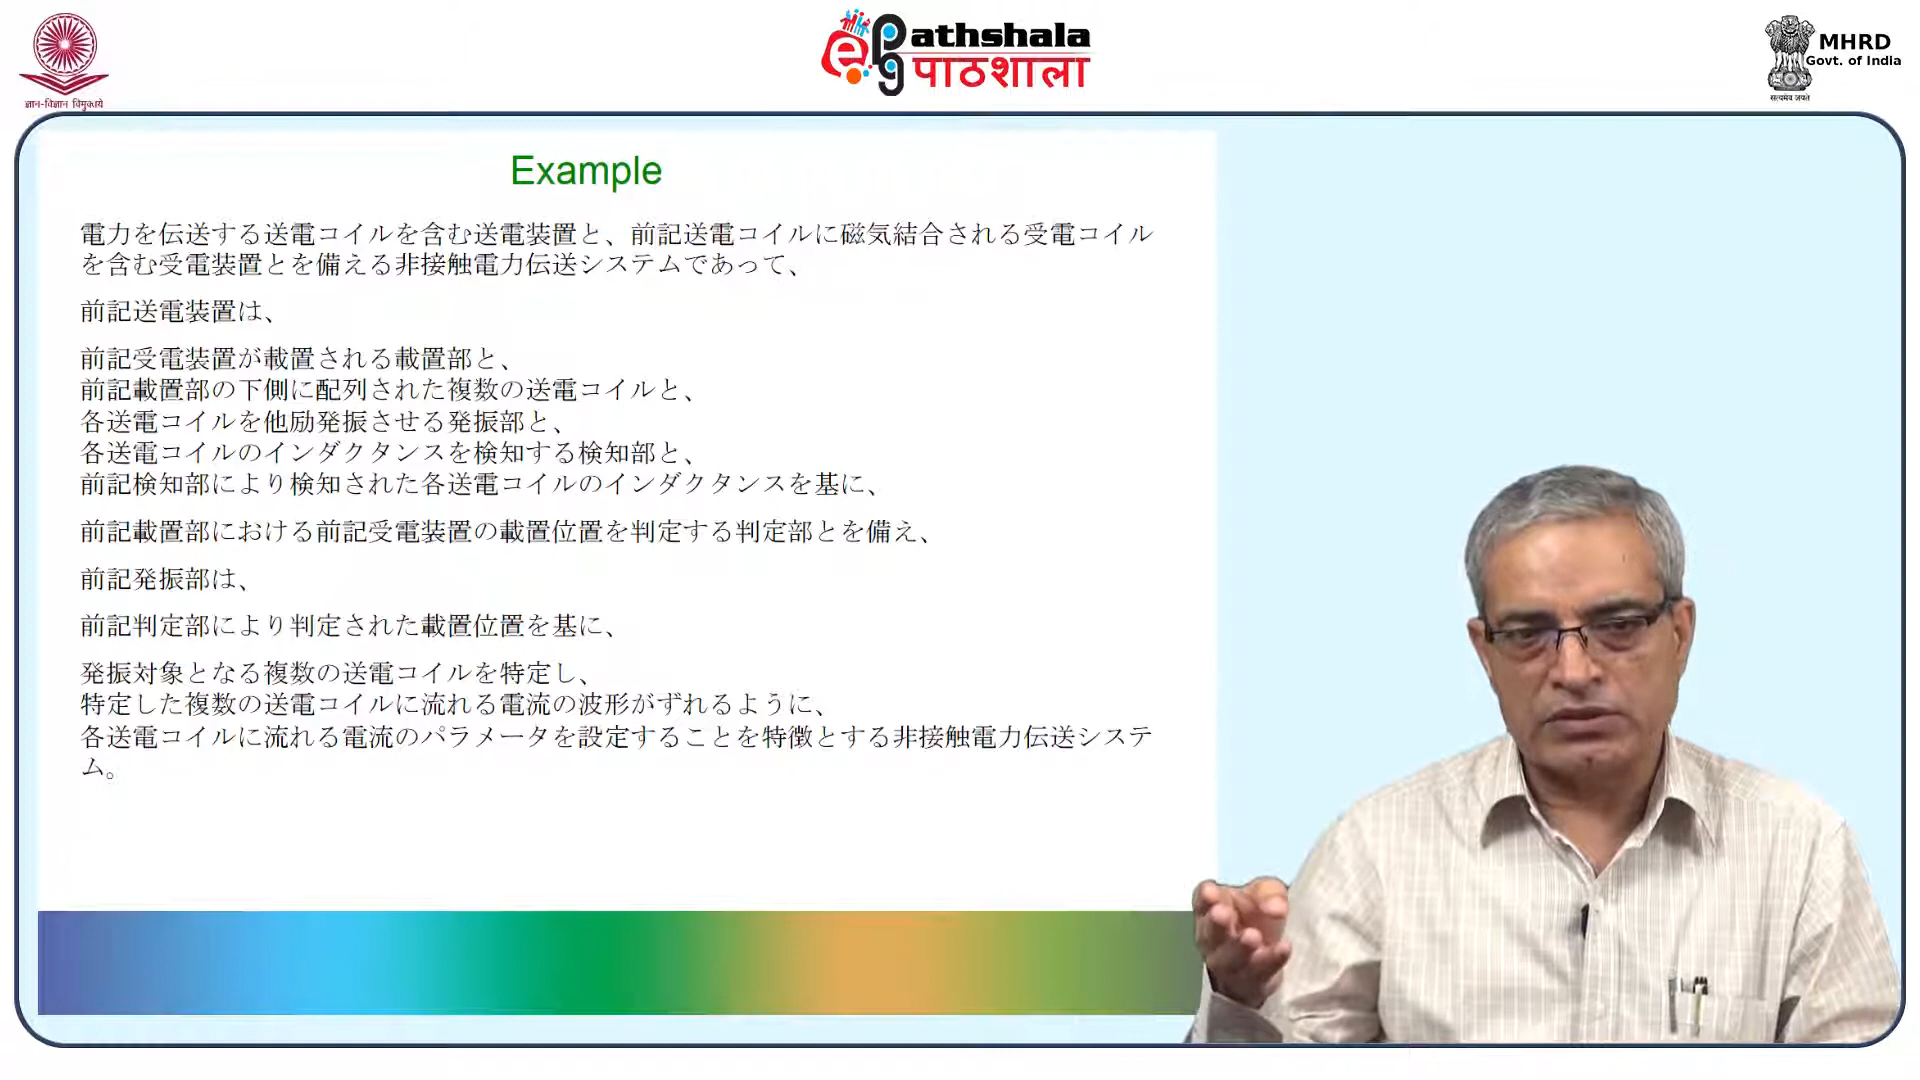 ज्ञान-विज्ञान विमुक्तये
ePathshala
पाठशाला
MHRD
Govt. of India
सत्यमेव जयते
Example
電力を伝送する送電コイルを含む送電装置と、前記送電コイルに磁気結合される受電コイル
を含む受電装置とを備える非接触電力伝送システムであって、
前記送電装置は、
前記受電装置が載置される載置部と、
前記載置部の下側に配列された複数の送電コイルと、
各送電コイルを他励発振させる発振部と、
各送電コイルのインダクタンスを検知する検知部と、
前記検知部により検知された各送電コイルのインダクタンスを基に、
前記載置部における前記受電装置の載置位置を判定する判定部とを備え、
前記発振部は、
前記判定部により判定された載置位置を基に、
発振対象となる複数の送電コイルを特定し、
特定した複数の送電コイルに流れる電流の波形がずれるように、
各送電コイルに流れる電流のパラメータを設定することを特徴とする非接触電力伝送システ
ム。